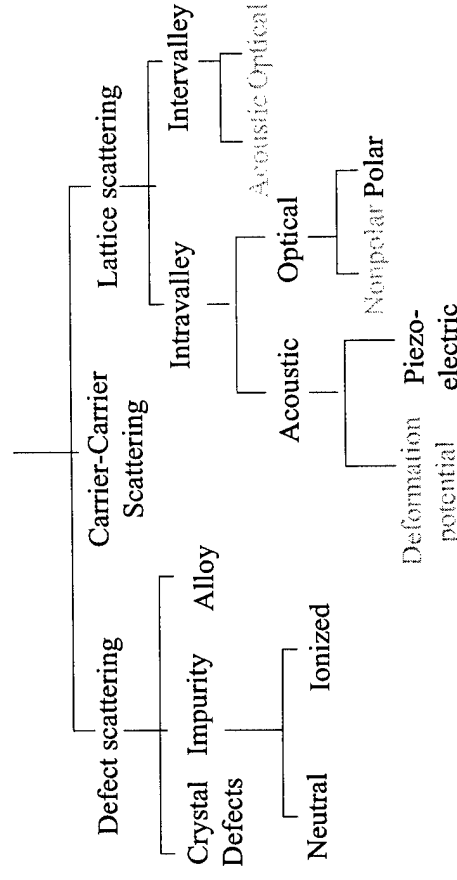 Defect scattering
Carrier-Carrier
Scattering
Lattice scattering
Crystal
Defects
Impurity
Alloy
Neutral
Ionized
Intravalley
Intervalley
Acoustic
Optical
Acoustic Optical
Deformation
potential
Piezo-
electric
Nonpolar Polar